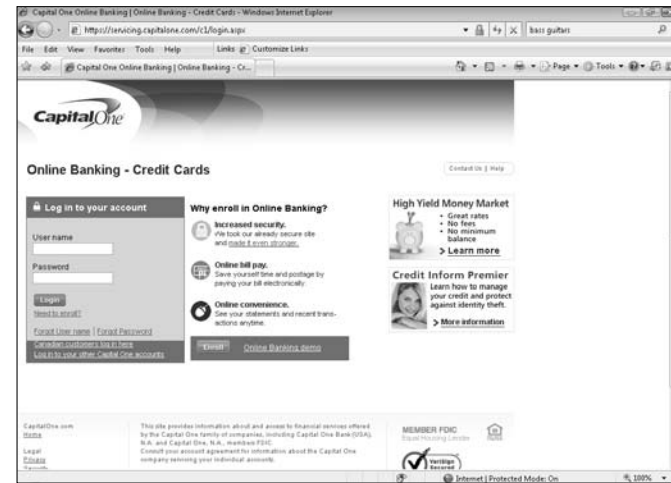 Capital One Online Banking | Online Banking - Credit Cards - Windows Internet Explorer
https://servicing.capitalone.com/c1/login.aspx
bass guitars
File Edit View Favorites Tools Help Links Customize Links
Capital One Online Banking | Online Banking - Cr...
Page Tools
CapitalOne
Online Banking - Credit Cards
Contact Us | Help
Log in to your account
User name
Password
Login
Need to enroll?
Forgot User name | Forgot Password
Canadian customers log in here
Log in to your other Capital One accounts
Why enroll in Online Banking?
Increased security.
We took our already secure site
and made it even stronger.
Online bill pay.
Save yourself time and postage by
paying your bill electronically.
Online convenience.
See your statements and recent trans-
actions anytime.
Enroll Online Banking demo
High Yield Money Market
• Great rates
• No fees
• No minimum
balance
> Learn more
Credit Inform Premier
Learn how to manage
your credit and protect
against identity theft.
> More information
CapitalOne.com
Home
Legal
Privacy
Security
This site provides information about and access to financial services offered
by the Capital One family of companies, including Capital One Bank (USA),
N.A. and Capital One, N.A., members FDIC.
Consult your account agreement for information about the Capital One
company servicing your individual accounts.
MEMBER FDIC
Equal Housing Lender
VeriSign
Secured
Internet | Protected Mode: On
100%